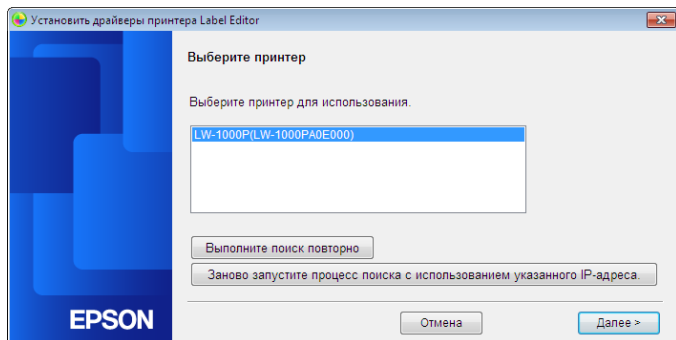 Установить драйверы принтера Label Editor
Выберите принтер
Выберите принтер для использования.
LW-1000P(LW-1000PA0E000)
Выполните поиск повторно
Заново запустите процесс поиска с использованием указанного IP-адреса.
EPSON
Отмена
Далее >